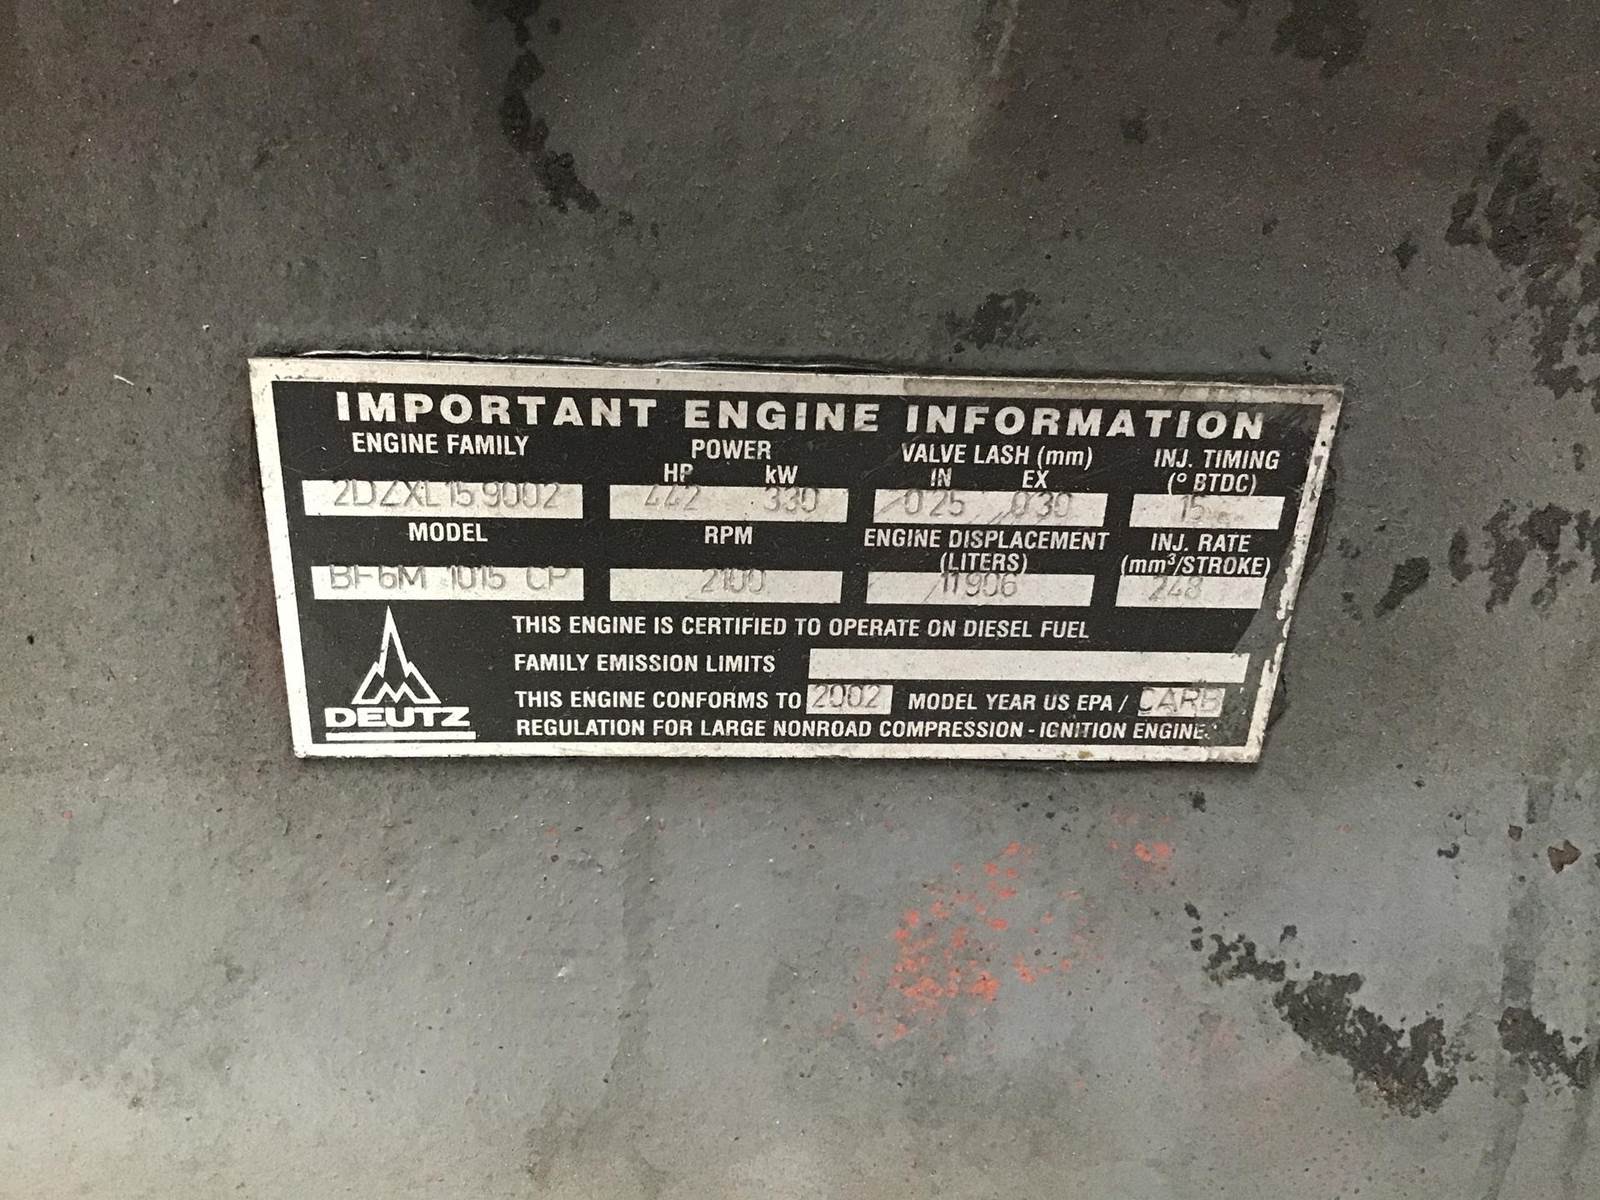 IMPORTANT ENGINE INFORMATION
ENGINE FAMILY POWER VALVE LASH (mm) INJ. TIMING
HP kW IN EX (° BTDC)
2DZXL15.9002 442 330 0.25 0.30 15
MODEL RPM ENGINE DISPLACEMENT INJ. RATE
(LITERS) (mm³/STROKE)
BF6M 1015 CP 2100 11.906 248
THIS ENGINE IS CERTIFIED TO OPERATE ON DIESEL FUEL
FAMILY EMISSION LIMITS
THIS ENGINE CONFORMS TO 2002 MODEL YEAR US EPA / CARB
REGULATION FOR LARGE NONROAD COMPRESSION - IGNITION ENGINE.
DEUTZ